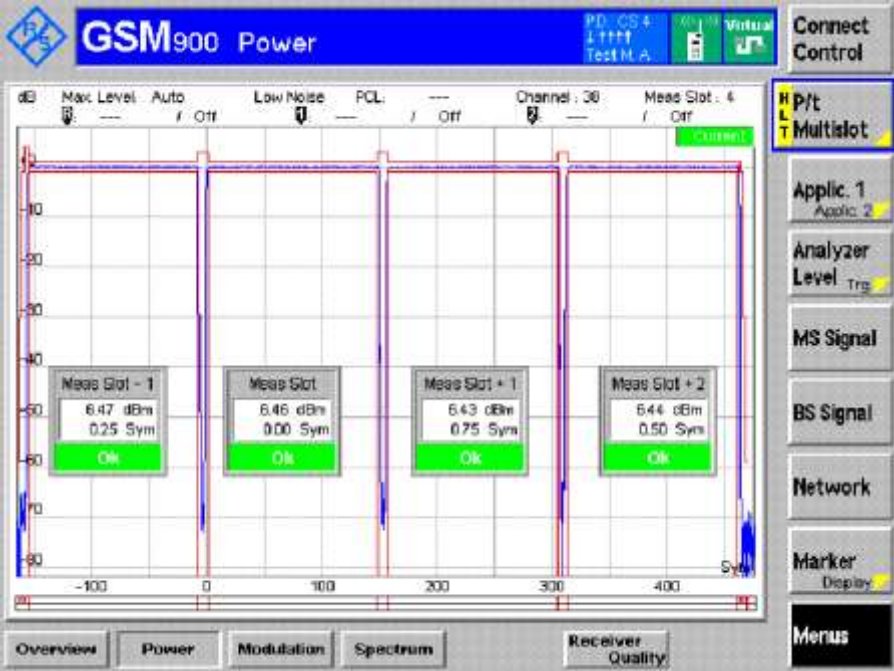 GSM900 Power
PD: CS4
Test M. A.
Virtual
Connect Control
dB Max. Level: Auto Low Noise PCL: --- Channel : 38 Meas Slot : 4
R --- / Off 1 --- / Off 2 --- / Off
Current
H L T
P/t Multislot
Applic. 1
Applic. 2
Analyzer Level Trg
MS Signal
BS Signal
Network
Marker
Display
Menus
-10
-20
-30
-40
-50
-60
-70
-80
Meas Slot - 1
6.47 dBm
0.25 Sym
Ok
Meas Slot
6.46 dBm
0.00 Sym
Ok
Meas Slot + 1
6.43 dBm
0.75 Sym
Ok
Meas Slot + 2
6.44 dBm
0.50 Sym
Ok
Sym
-100 0 100 200 300 400
Overview Power Modulation Spectrum Receiver Quality